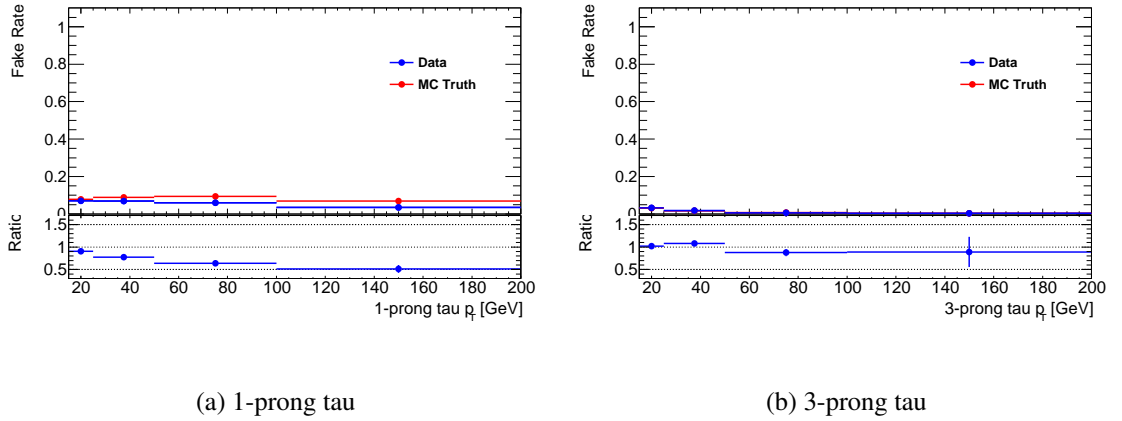 Fake Rate
1
0.8
0.6
0.4
0.2
0
Data
MC Truth
Ratio
1.5
1
0.5
20 40 60 80 100 120 140 160 180 200
1-prong tau p_T [GeV]
(a) 1-prong tau
Fake Rate
1
0.8
0.6
0.4
0.2
0
Data
MC Truth
Ratio
1.5
1
0.5
20 40 60 80 100 120 140 160 180 200
3-prong tau p_T [GeV]
(b) 3-prong tau